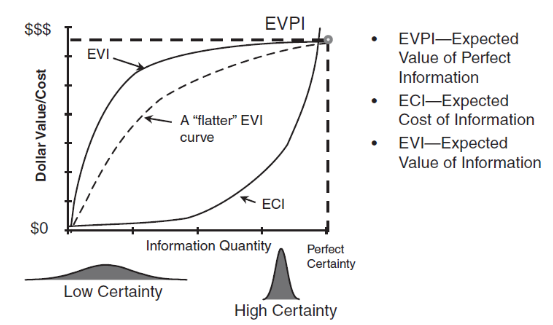 EVPI
$$$
EVI
A “flatter” EVI
curve
ECI
Dollar Value/Cost
$0
Information Quantity
Perfect
Certainty
Low Certainty
High Certainty
• EVPI—Expected
Value of Perfect
Information
• ECI—Expected
Cost of Information
• EVI—Expected
Value of Information